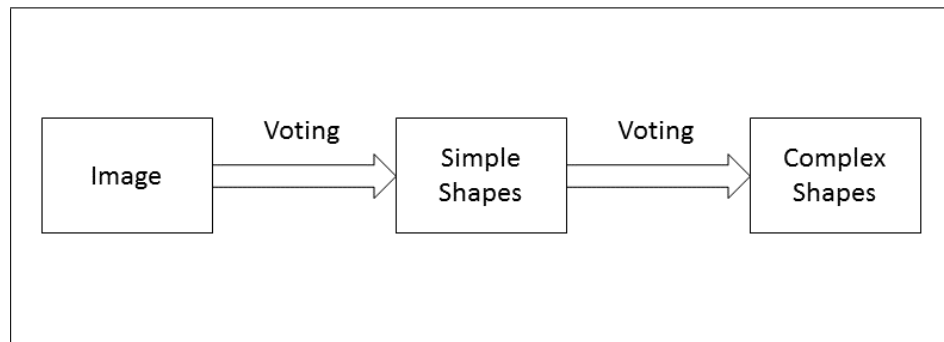 Image
Voting
Simple
Shapes
Voting
Complex
Shapes